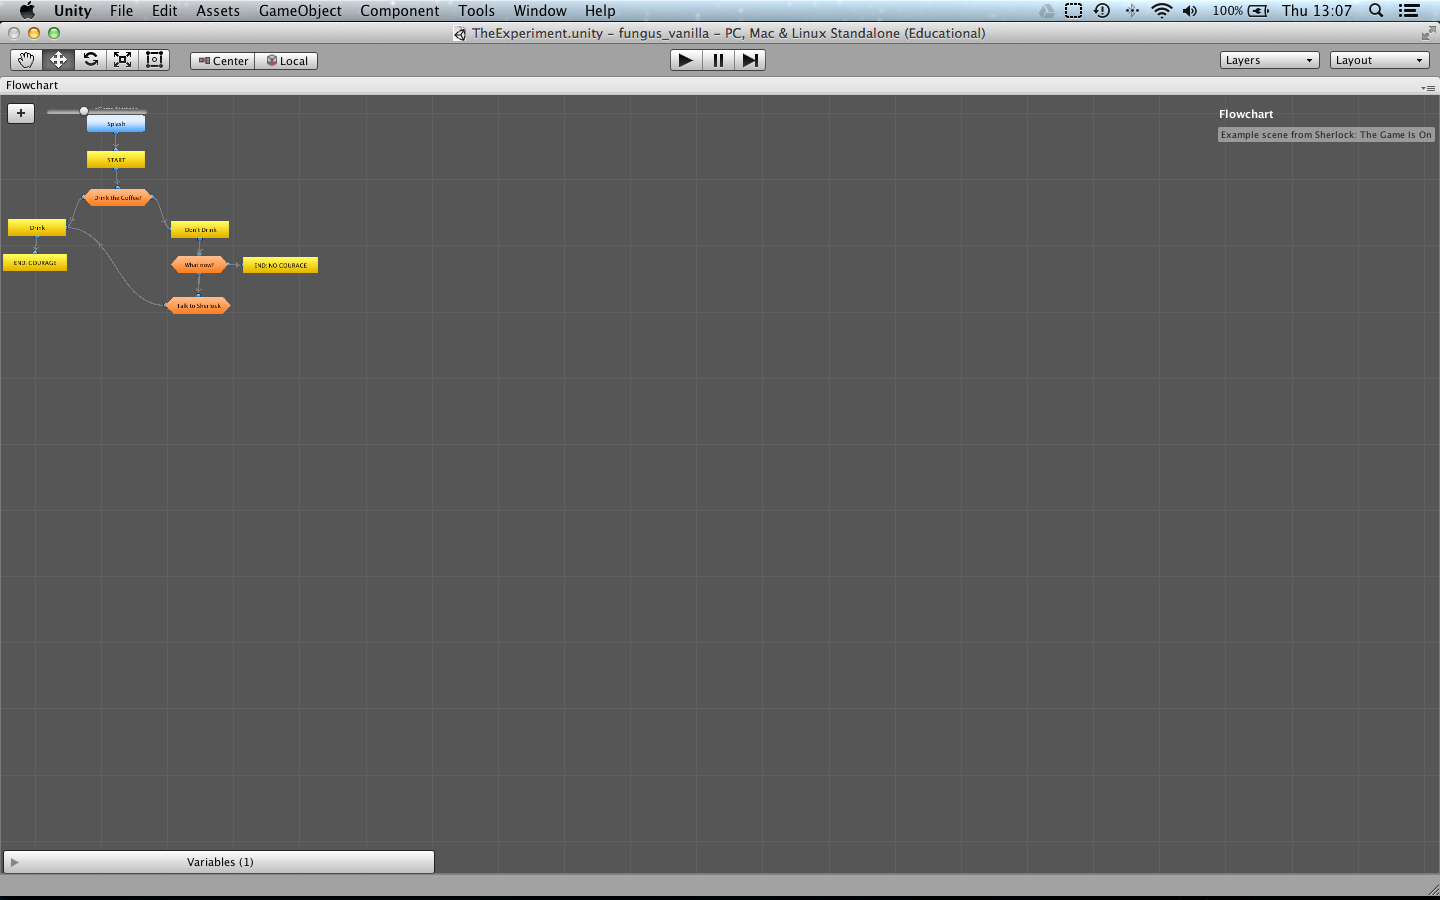 Unity File Edit Assets GameObject Component Tools Window Help 100% Thu 13:07
TheExperiment.unity – fungus_vanilla – PC, Mac & Linux Standalone (Educational)
Center Local Layers Layout
Flowchart
+
Flowchart
Example scene from Sherlock: The Game Is On
Splash
START
Drink the Coffee?
Drink
Don't Drink
END: COURAGE
What now?
END: NO COURAGE
Talk to Sherlock
Variables (1)